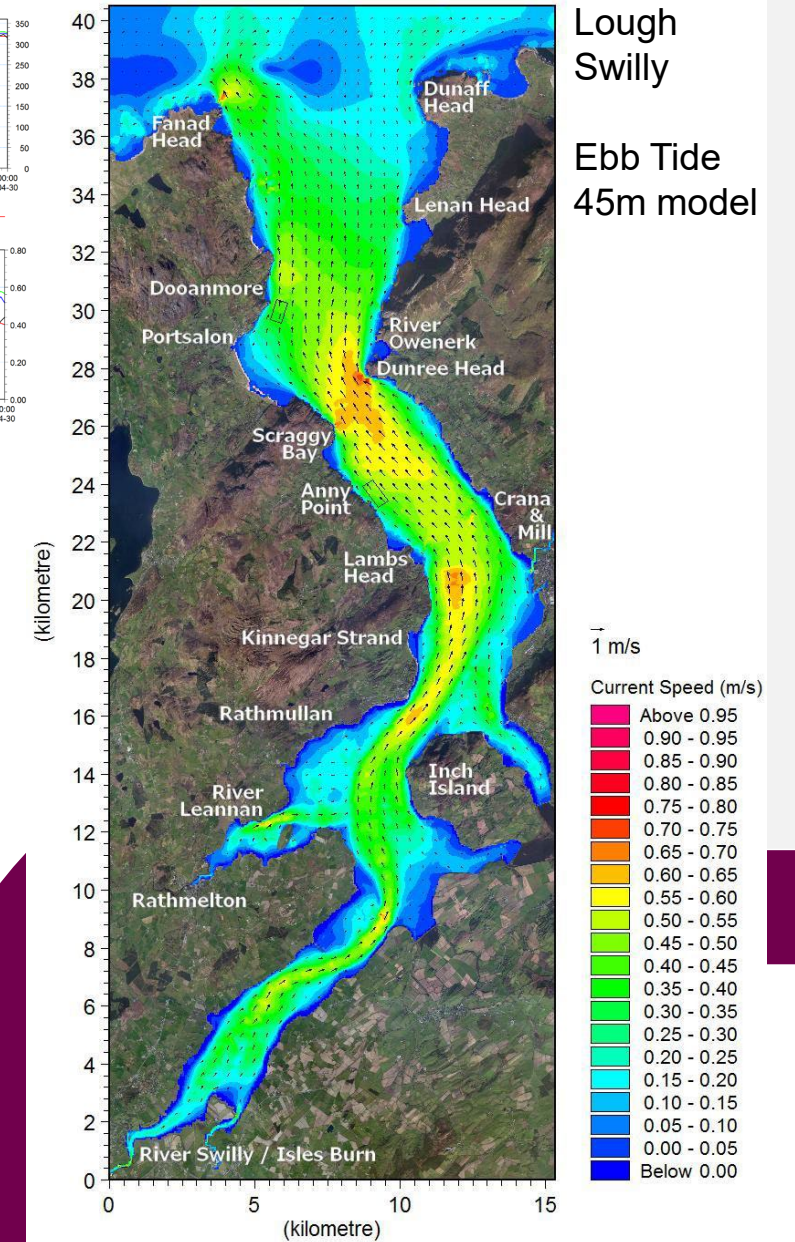 350
300
250
200
150
100
50
0
00:00
04-30
0.80
0.60
0.40
0.20
0.00
0:00
4-30
Lough
Swilly
Ebb Tide
45m model
40
38
36
34
32
30
28
26
24
22
20
18
16
14
12
10
8
6
4
2
0
(kilometre)
Dunaff
Head
Fanad
Head
Lenan Head
Dooanmore
River
Owenerk
Portsalon
Dunree Head
Scraggy
Bay
Anny
Point
Crana
&
Mill
Lambs
Head
Kinnegar Strand
Rathmullan
Inch
Island
River
Leannan
Rathmelton
River Swilly / Isles Burn
0
5
10
15
(kilometre)
1 m/s
Current Speed (m/s)
Above 0.95
0.90 - 0.95
0.85 - 0.90
0.80 - 0.85
0.75 - 0.80
0.70 - 0.75
0.65 - 0.70
0.60 - 0.65
0.55 - 0.60
0.50 - 0.55
0.45 - 0.50
0.40 - 0.45
0.35 - 0.40
0.30 - 0.35
0.25 - 0.30
0.20 - 0.25
0.15 - 0.20
0.10 - 0.15
0.05 - 0.10
0.00 - 0.05
Below 0.00